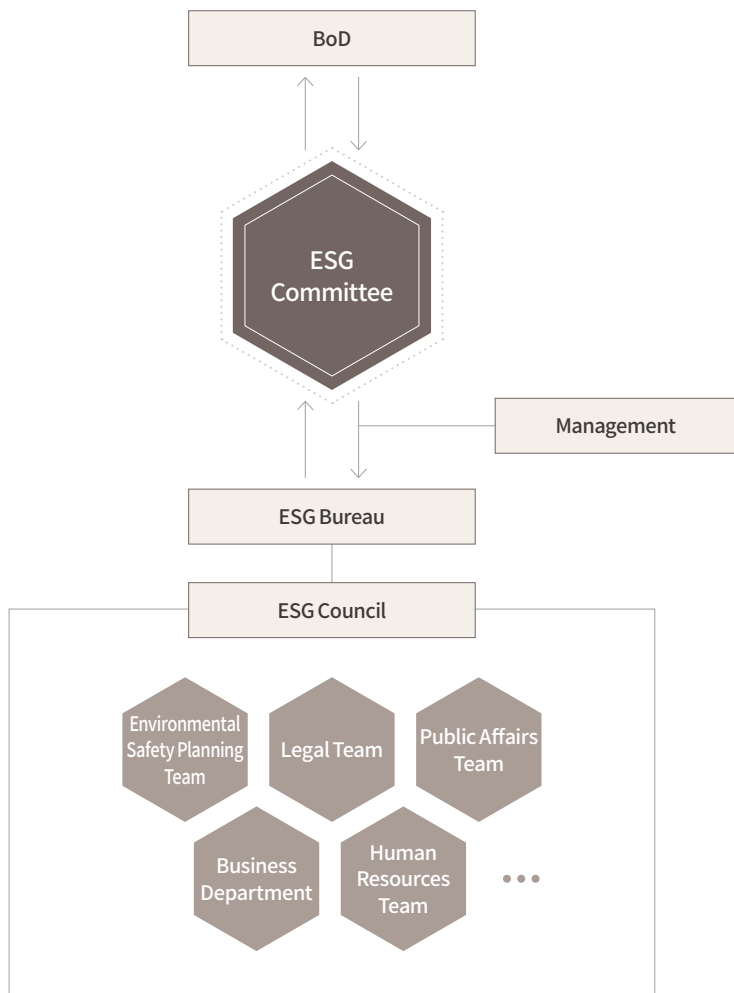 BoD
ESG
Committee
Management
ESG Bureau
ESG Council
Environmental
Safety Planning
Team
Legal Team
Public Affairs
Team
Business
Department
Human
Resources
Team